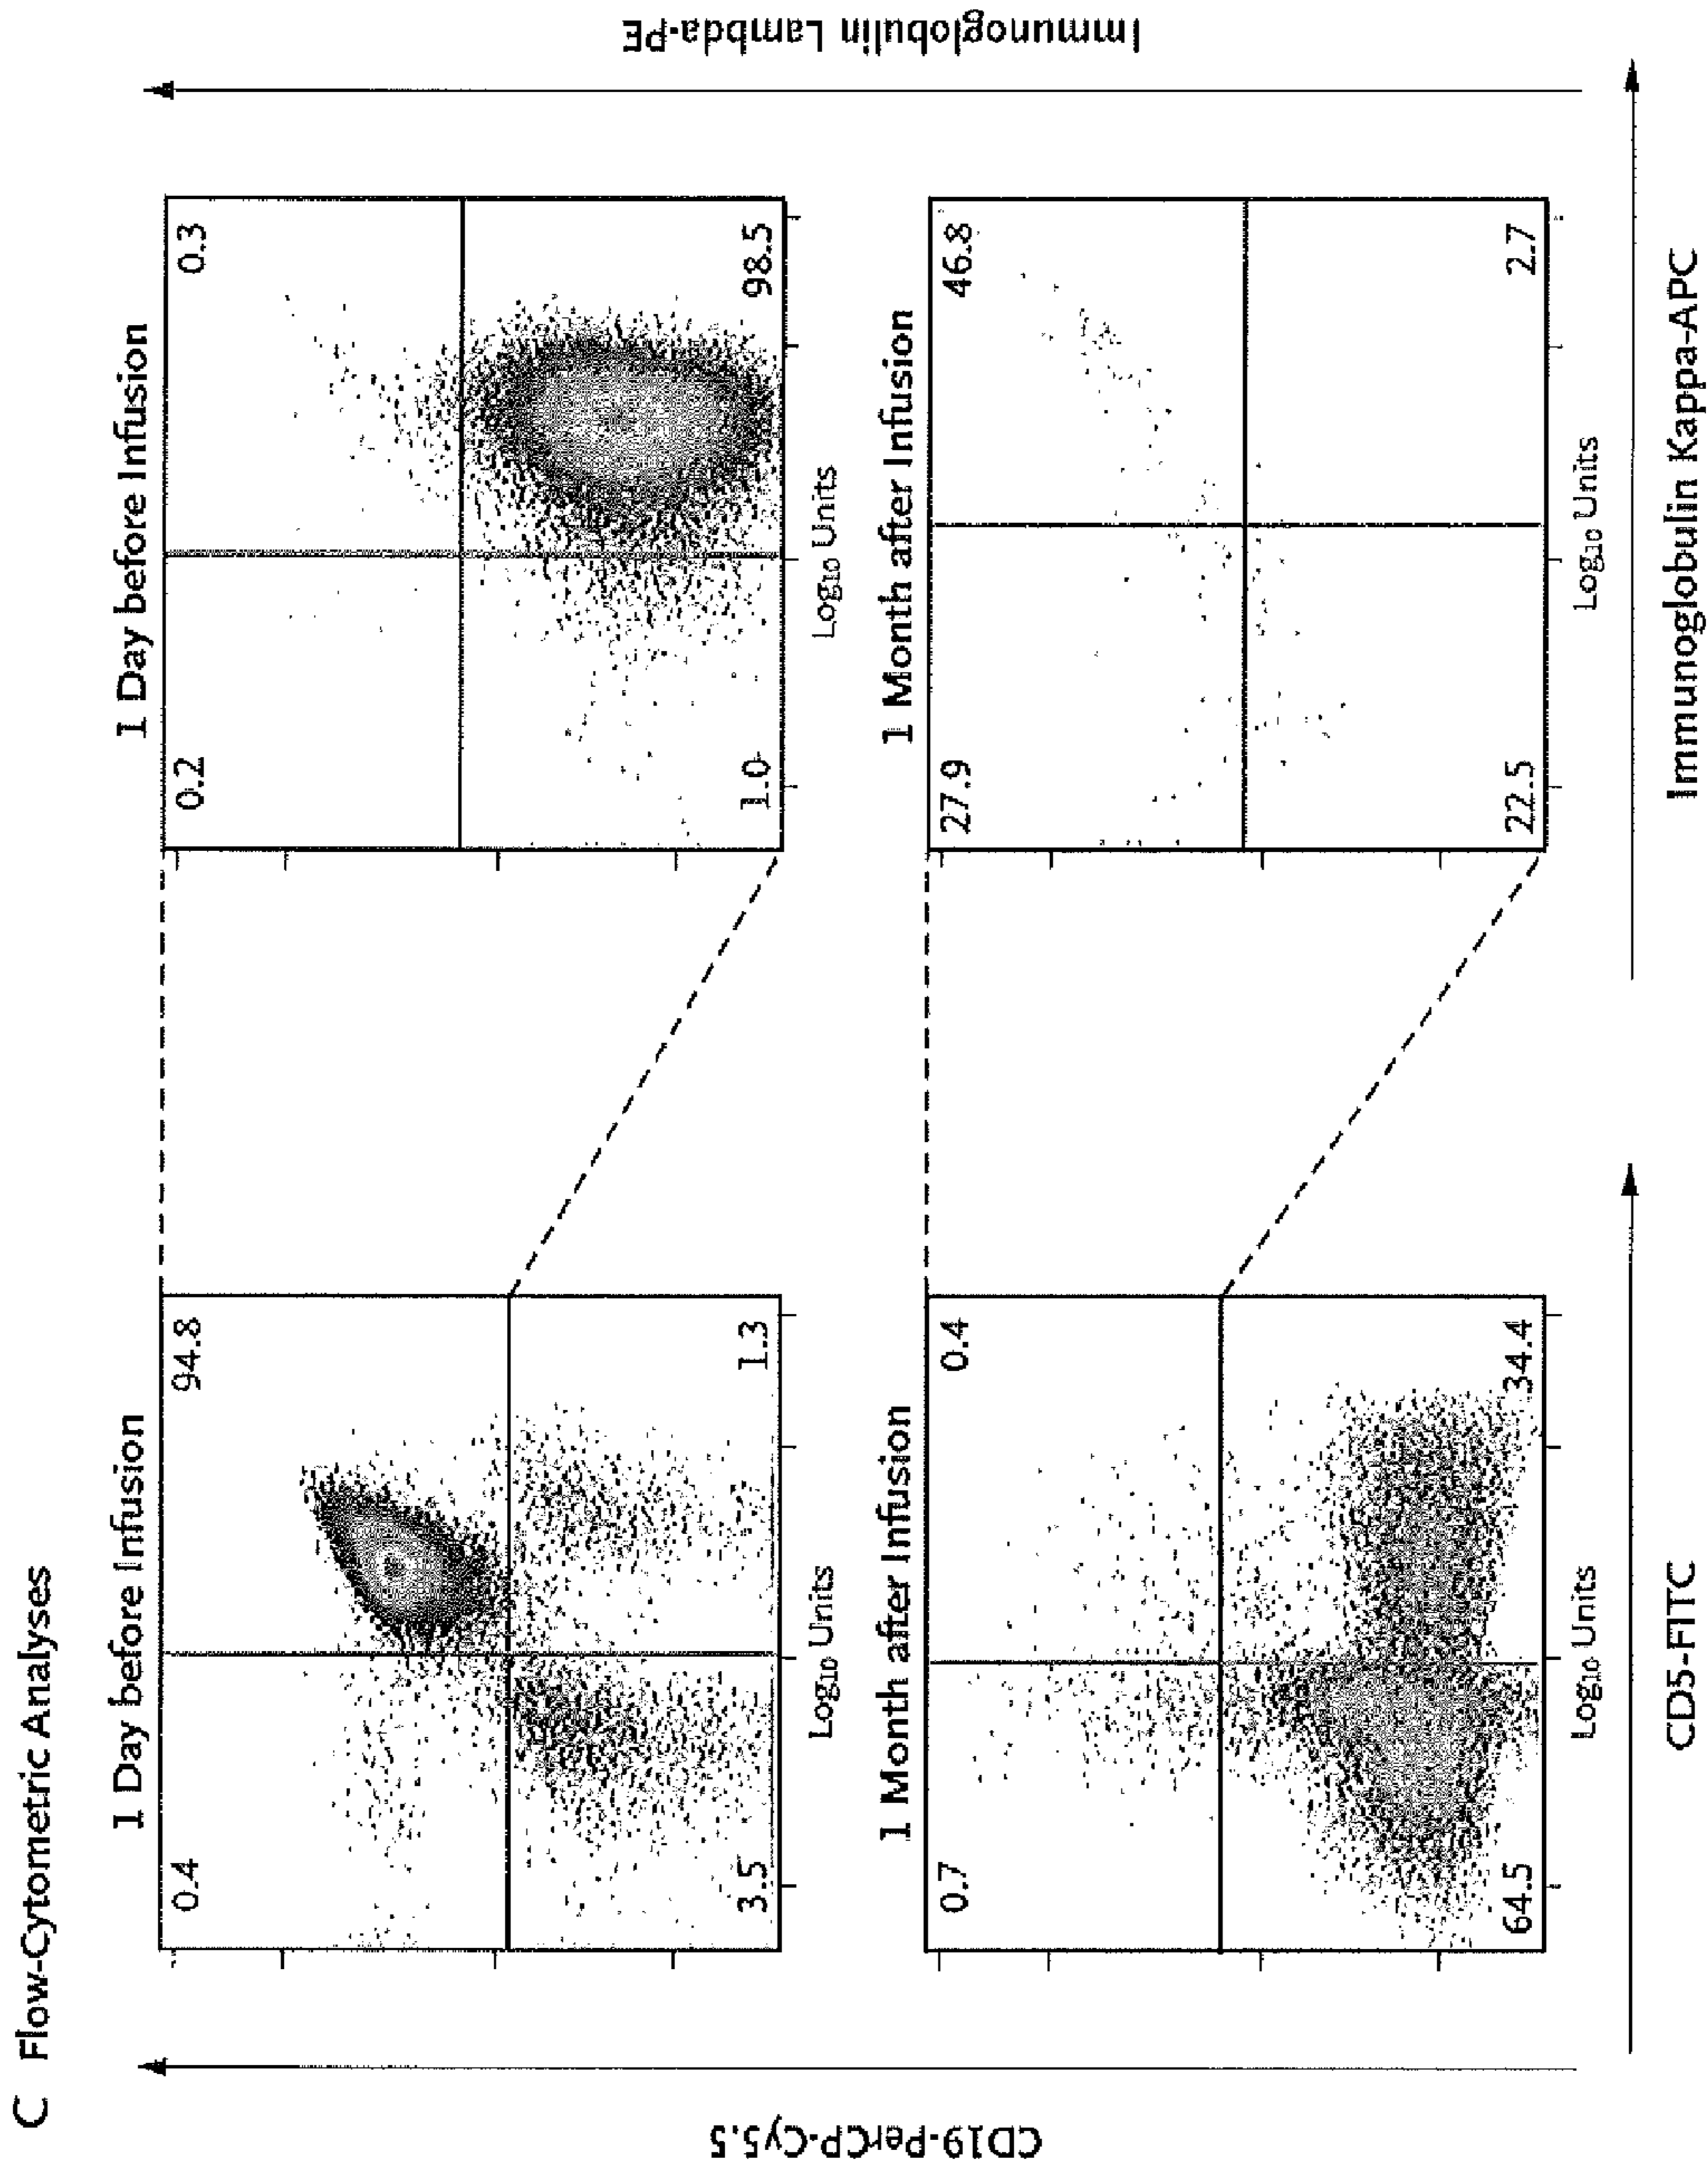 C Flow-Cytometric Analyses
CD19-PerCP-Cy5.5
1 Day before Infusion
0.4
94.8
3.5
1.3
Log10 Units
1 Day before Infusion
0.2
0.3
1.0
98.5
Log10 Units
1 Month after Infusion
0.7
0.4
64.5
34.4
Log10 Units
1 Month after Infusion
27.9
46.8
22.5
2.7
Log10 Units
CD5-FITC
Immunoglobulin Kappa-APC
Immunoglobulin Lambda-PE